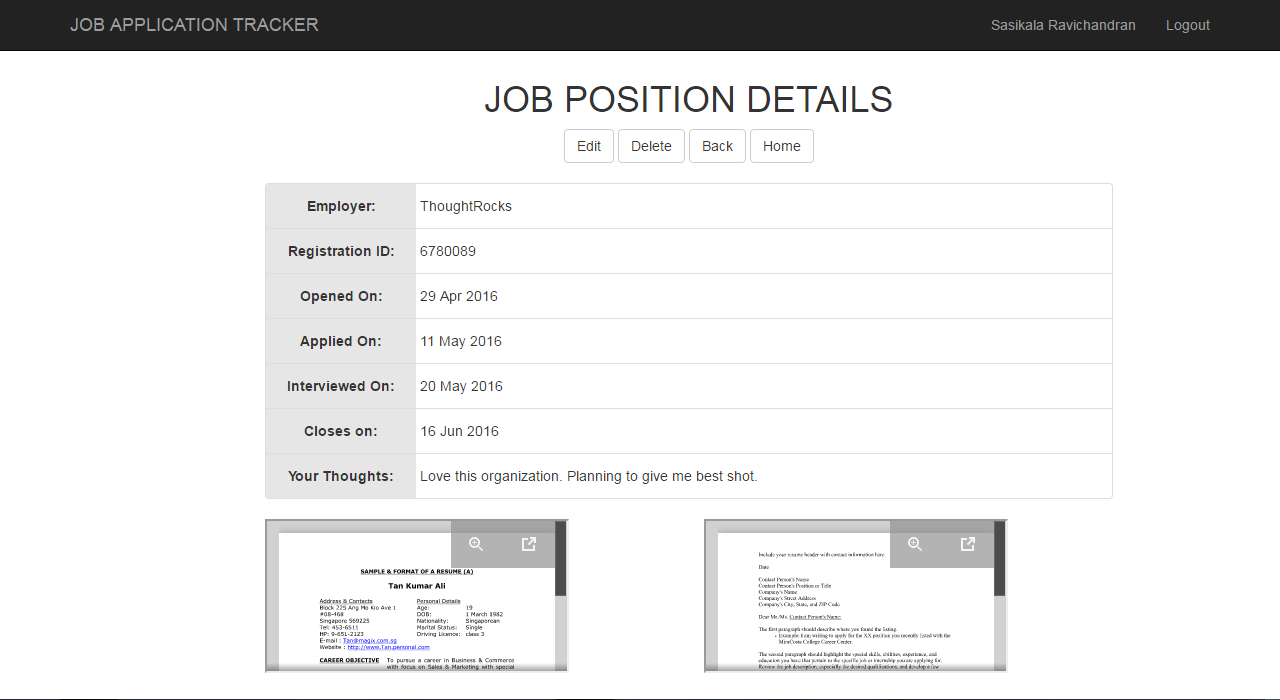 JOB APPLICATION TRACKER
Sasikala Ravichandran
Logout
JOB POSITION DETAILS
Edit Delete Back Home
Employer: ThoughtRocks
Registration ID: 6780089
Opened On: 29 Apr 2016
Applied On: 11 May 2016
Interviewed On: 20 May 2016
Closes on: 16 Jun 2016
Your Thoughts: Love this organization. Planning to give me best shot.
SAMPLE & FORMAT OF A RESUME (A)
Tan Kumar Ali
Address & Contacts Personal Details
Block 225 Ang Mo Kio Ave 1 Age: 19
#08-468 DOB: 1 March 1982
Singapore 569225 Nationality: Singaporean
Tel: 453-6511 Marital Status: Single
HP: 9-651-2123 Driving Licence: class 3
E-mail : Tan@magix.com.sg
Website : http://www.Tan.personal.com
CAREER OBJECTIVE To pursue a career in Business & Commerce
with focus on Sales & Marketing with special
Include your resume header with contact information here
Date
Contact Person's Name
Contact Person's Position or Title
Company's Name
Company's Street Address
Company's City, State, and ZIP Code
Dear Mr./Ms. Contact Person's Name:
The first paragraph should describe where you found the listing.
• Example: I am writing to apply for the XX position you recently listed with the
MiraCosta College Career Center.
The second paragraph should highlight the special skills, abilities, experience, and
education you have that pertain to the specific job or internship you are applying for.
Review the job description, especially the desired qualifications, and develop a few